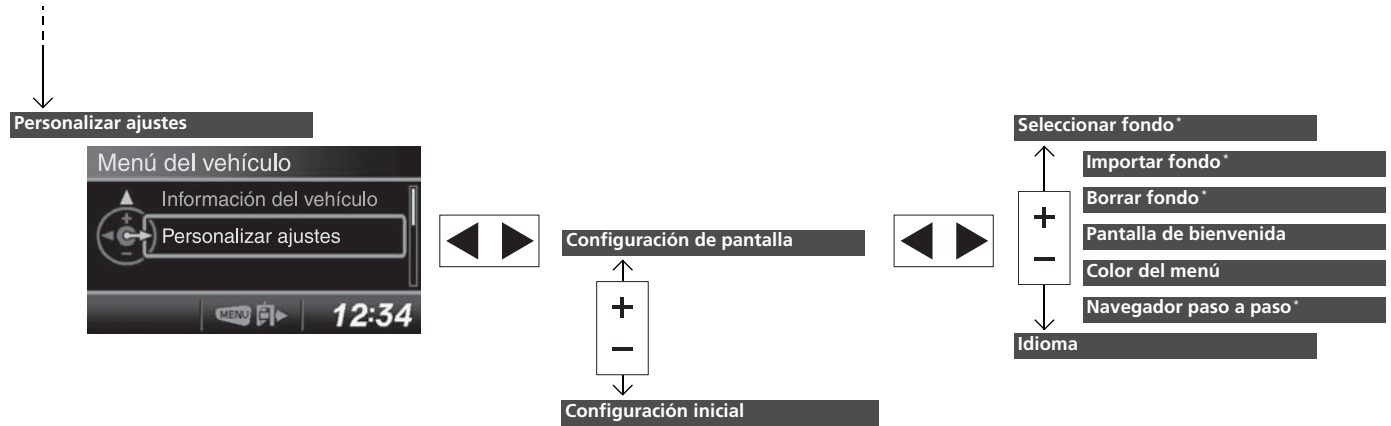 Personalizar ajustes
Menú del vehículo
Información del vehículo
+
Personalizar ajustes
−
MENU
12:34
Configuración de pantalla
+
−
Configuración inicial
Seleccionar fondo*
Importar fondo*
Borrar fondo*
+
Pantalla de bienvenida
−
Color del menú
Navegador paso a paso*
Idioma